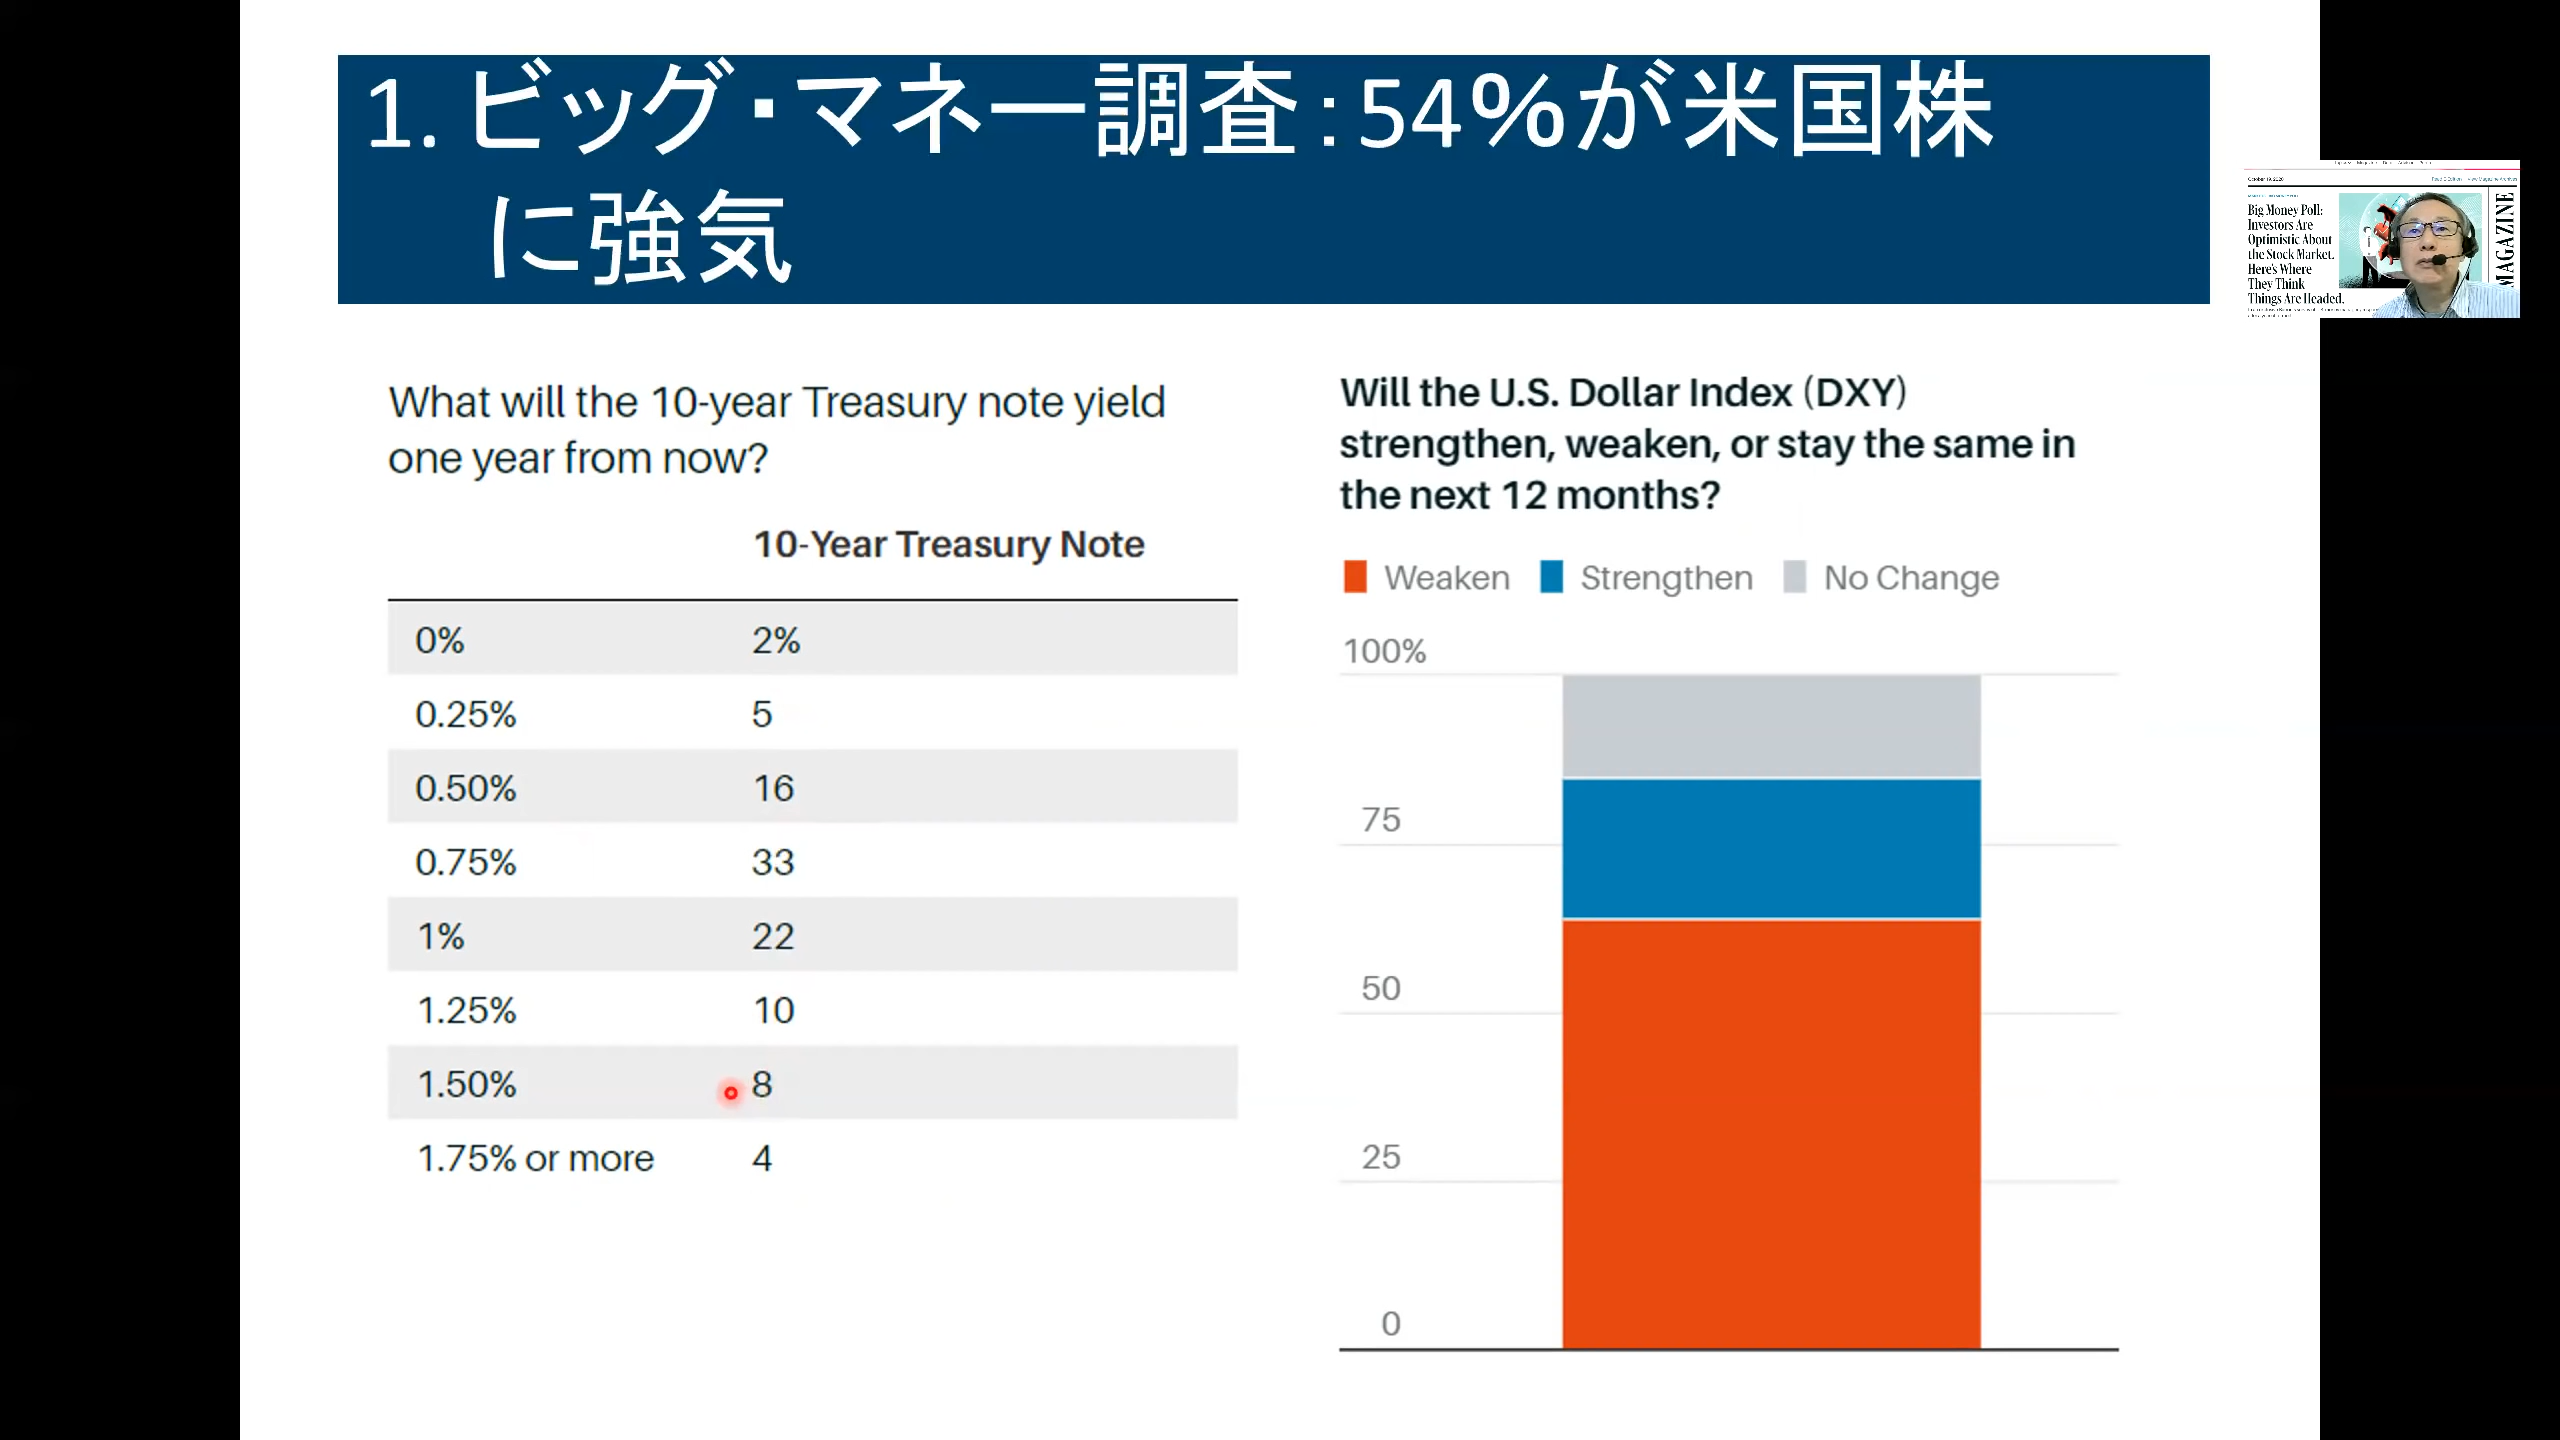 1. ビッグ・マネー調査：54%が米国株
に強気
October 19, 2020
Big Money Poll:
Investors Are
Optimistic About
the Stock Market.
Here's Where
They Think
Things Are Headed.
MAGAZINE
What will the 10-year Treasury note yield
one year from now?
10-Year Treasury Note
0% 2%
0.25% 5
0.50% 16
0.75% 33
1% 22
1.25% 10
1.50% 8
1.75% or more 4
Will the U.S. Dollar Index (DXY)
strengthen, weaken, or stay the same in
the next 12 months?
Weaken Strengthen No Change
100%
75
50
25
0